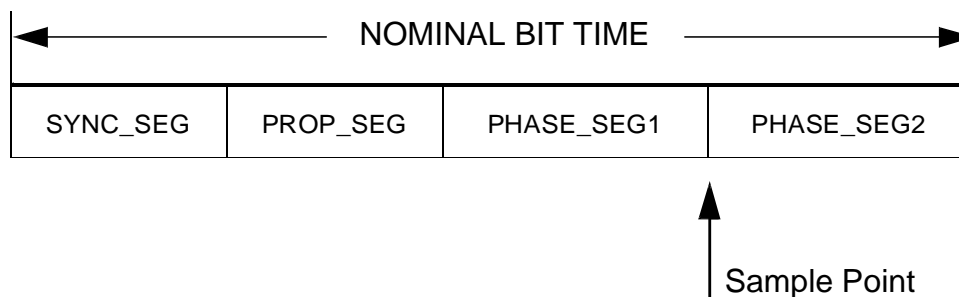 NOMINAL BIT TIME
SYNC_SEG PROP_SEG PHASE_SEG1 PHASE_SEG2
Sample Point